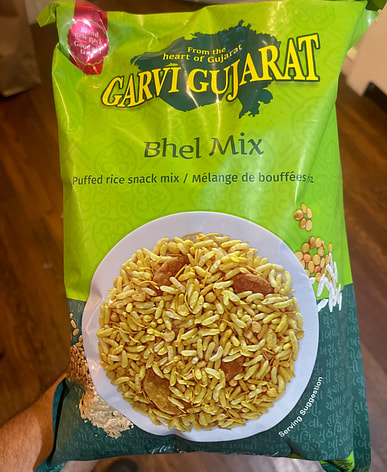 From the
heart of Gujarat
GARVI GUJARAT
Bhel Mix
Puffed rice snack mix / Mélange de bouffées
Serving Suggestion